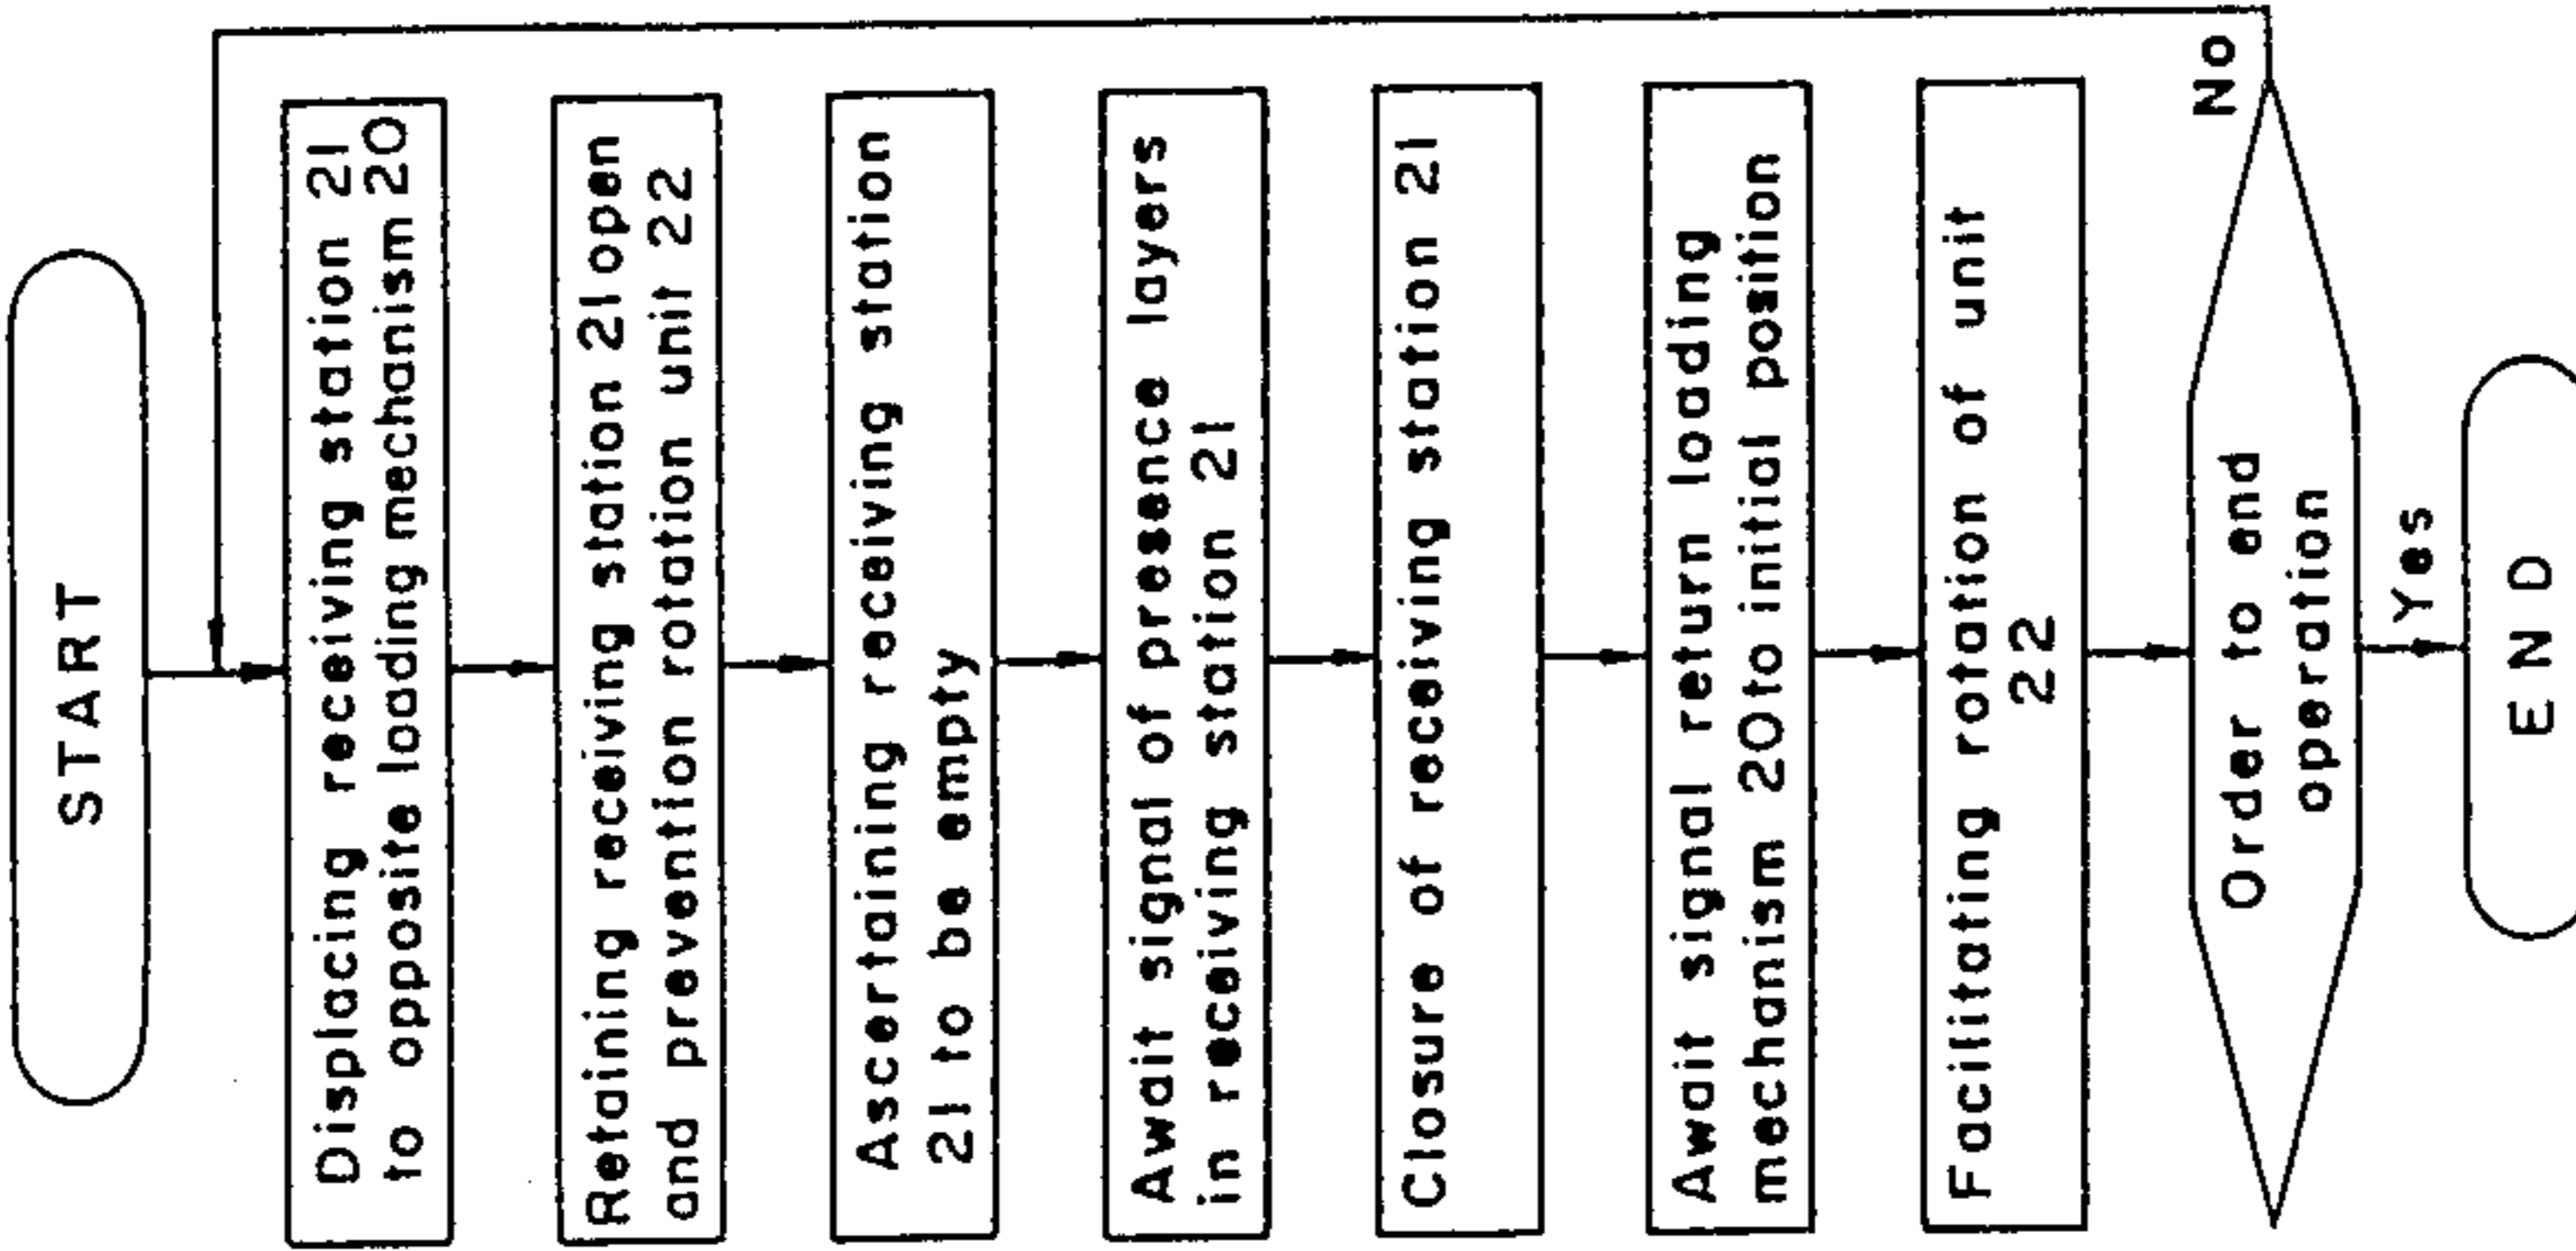 START
Displacing receiving station 21
to opposite loading mechanism 20
Retaining receiving station 21 open
and prevention rotation unit 22
Ascertaining receiving station
21 to be empty
Await signal of presence layers
in receiving station 21
Closure of receiving station 21
Await signal return loading
mechanism 20 to initial position
Facilitating rotation of unit
22
Order to end
operation
No
Yes
END